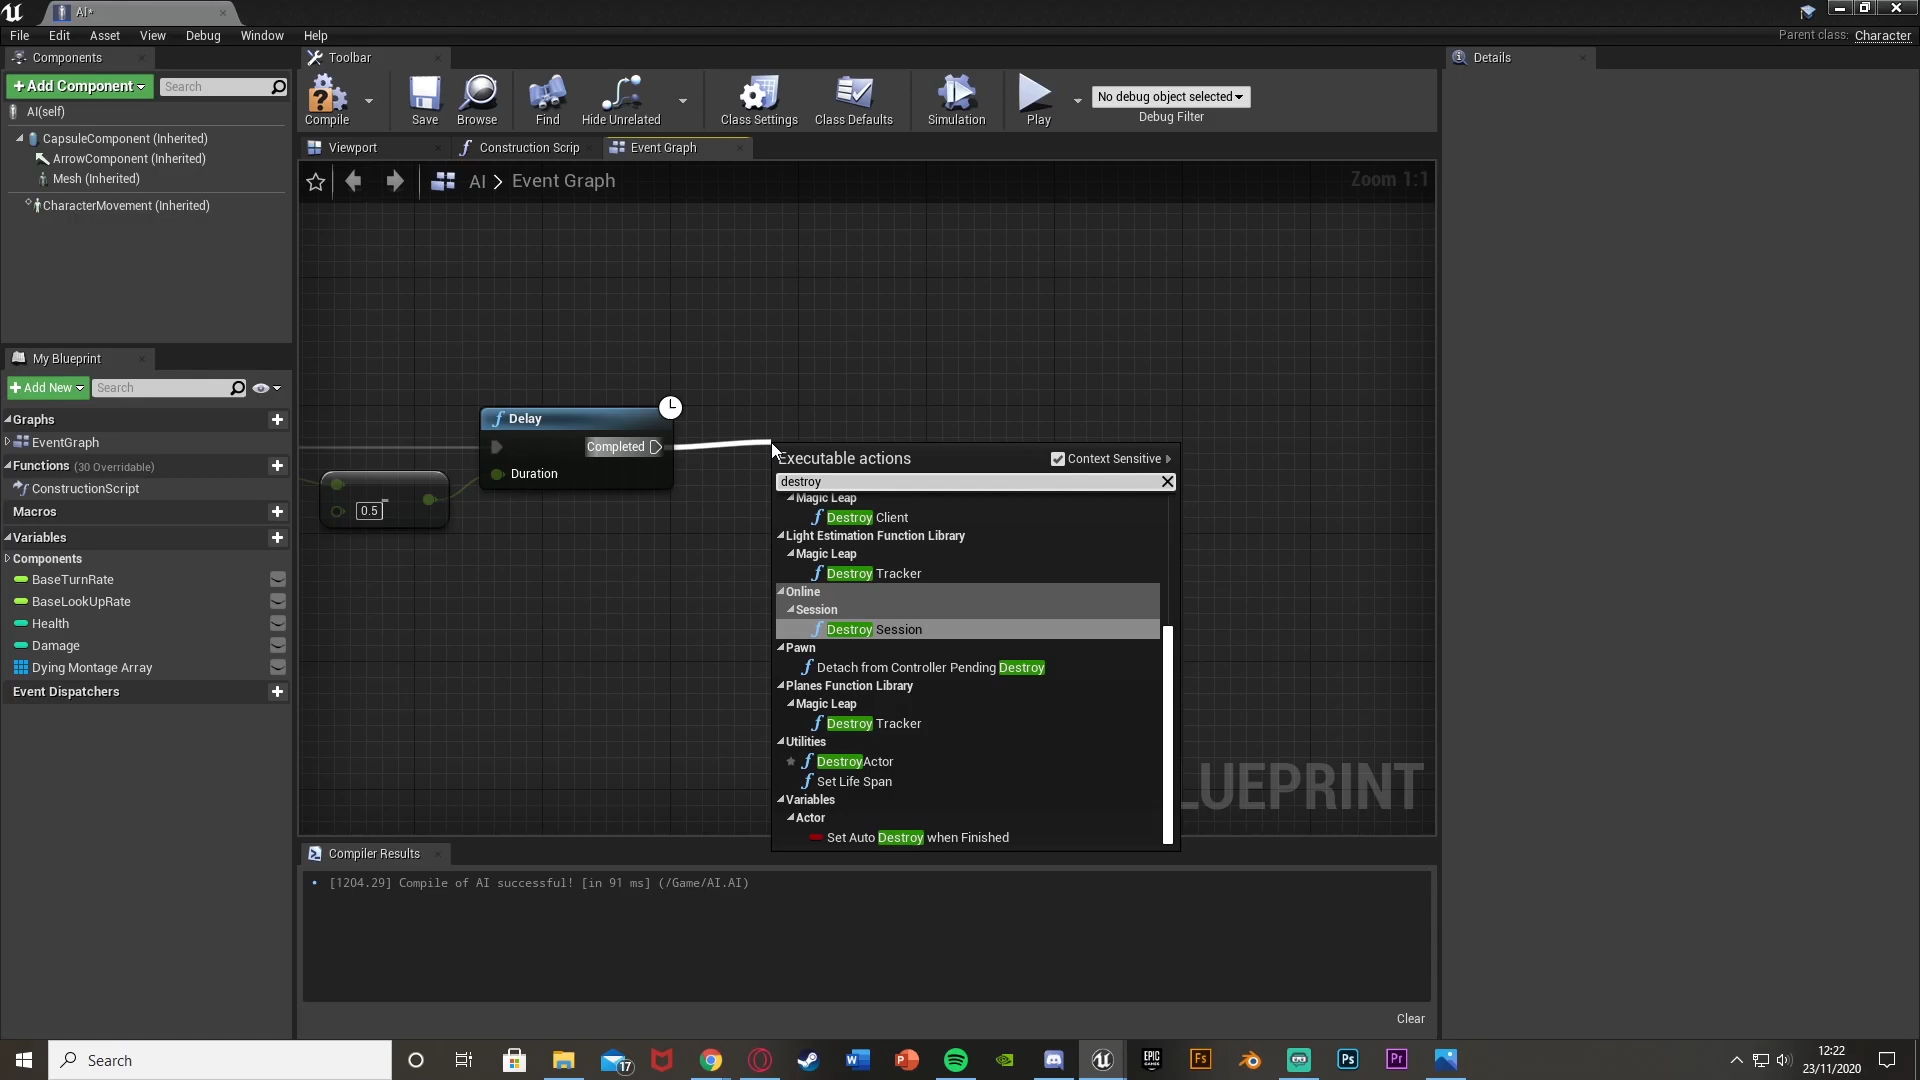 AI*
File Edit Asset View Debug Window Help
Parent class: Character
Components
Toolbar
Details
+Add Component
Search
AI(self)
CapsuleComponent (Inherited)
ArrowComponent (Inherited)
Mesh (Inherited)
CharacterMovement (Inherited)
Compile
Save
Browse
Find
Hide Unrelated
Class Settings
Class Defaults
Simulation
Play
No debug object selected
Debug Filter
Viewport
Construction Scrip
Event Graph
AI > Event Graph
Zoom 1:1
My Blueprint
+Add New
Search
Graphs
EventGraph
Functions (30 Overridable)
ConstructionScript
Macros
Variables
Components
BaseTurnRate
BaseLookUpRate
Health
Damage
Dying Montage Array
Event Dispatchers
Delay
Completed
Duration
0.5
Executable actions
Context Sensitive
destroy
Magic Leap
Destroy Client
Light Estimation Function Library
Magic Leap
Destroy Tracker
Online
Session
Destroy Session
Pawn
Detach from Controller Pending Destroy
Planes Function Library
Magic Leap
Destroy Tracker
Utilities
DestroyActor
Set Life Span
Variables
Actor
Set Auto Destroy when Finished
LUEPRINT
Compiler Results
[1204.29] Compile of AI successful! [in 91 ms] (/Game/AI.AI)
Clear
Search
17
W
P
EPIC
GAMES
Fs
Ps
Pr
12:22
23/11/2020